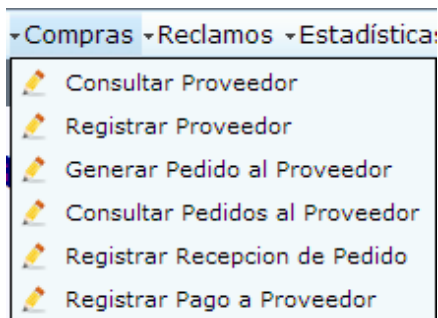 Compras Reclamos Estadística
Consultar Proveedor
Registrar Proveedor
Generar Pedido al Proveedor
Consultar Pedidos al Proveedor
Registrar Recepcion de Pedido
Registrar Pago a Proveedor